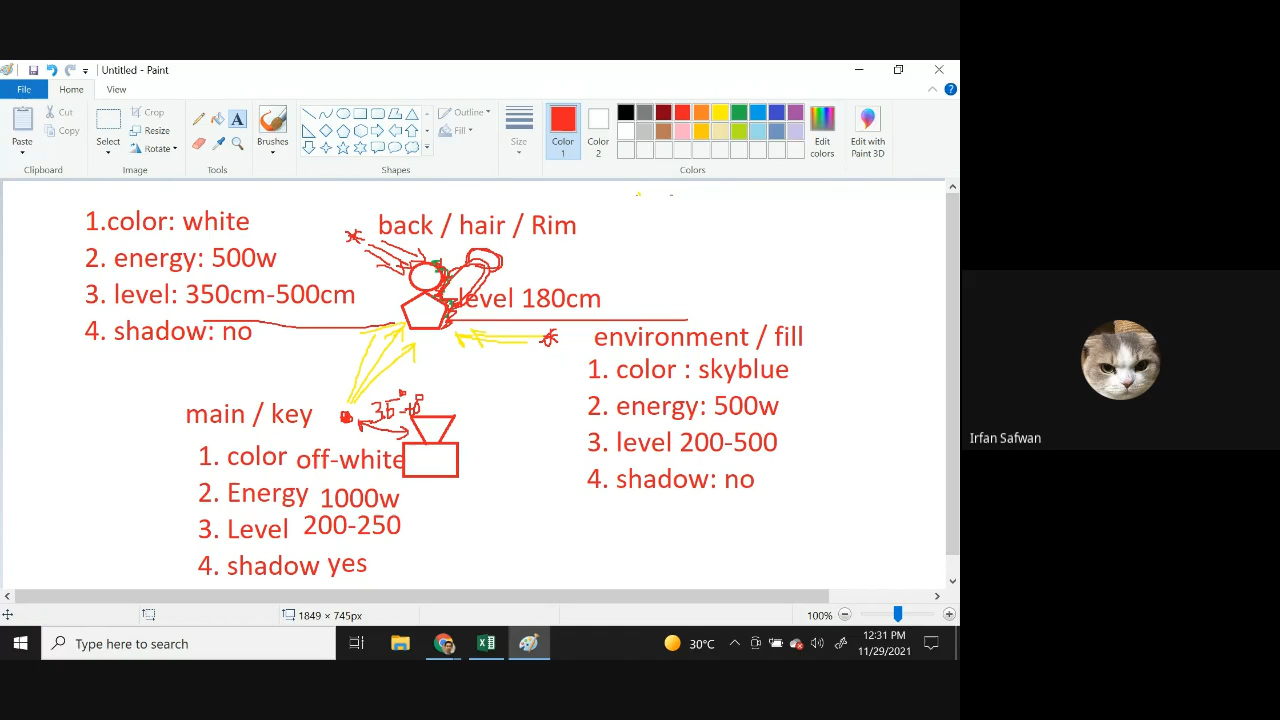 Untitled - Paint
File
Home
View
Paste
Cut
Copy
Clipboard
Select
Crop
Resize
Rotate
Image
Tools
Brushes
Shapes
Outline
Fill
Size
Color 1
Color 2
Colors
Edit colors
Edit with Paint 3D
1.color: white
2. energy: 500w
3. level: 350cm-500cm
4. shadow: no
back / hair / Rim
level 180cm
environment / fill
1. color : skyblue
2. energy: 500w
3. level 200-500
4. shadow: no
main / key
1. color off-white
2. Energy 1000w
3. Level 200-250
4. shadow yes
Irfan Safwan
1849 × 745px
100%
Type here to search
30°C
12:31 PM
11/29/2021